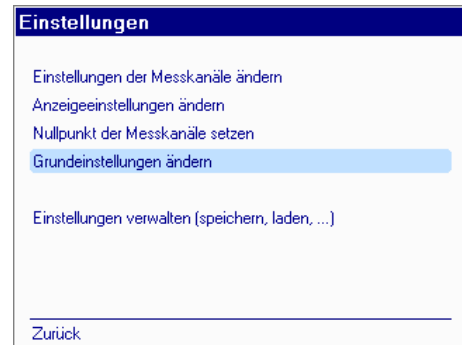 Einstellungen
Einstellungen der Messkanäle ändern
Anzeigeeinstellungen ändern
Nullpunkt der Messkanäle setzen
Grundeinstellungen ändern
Einstellungen verwalten (speichern, laden, ...)
Zurück